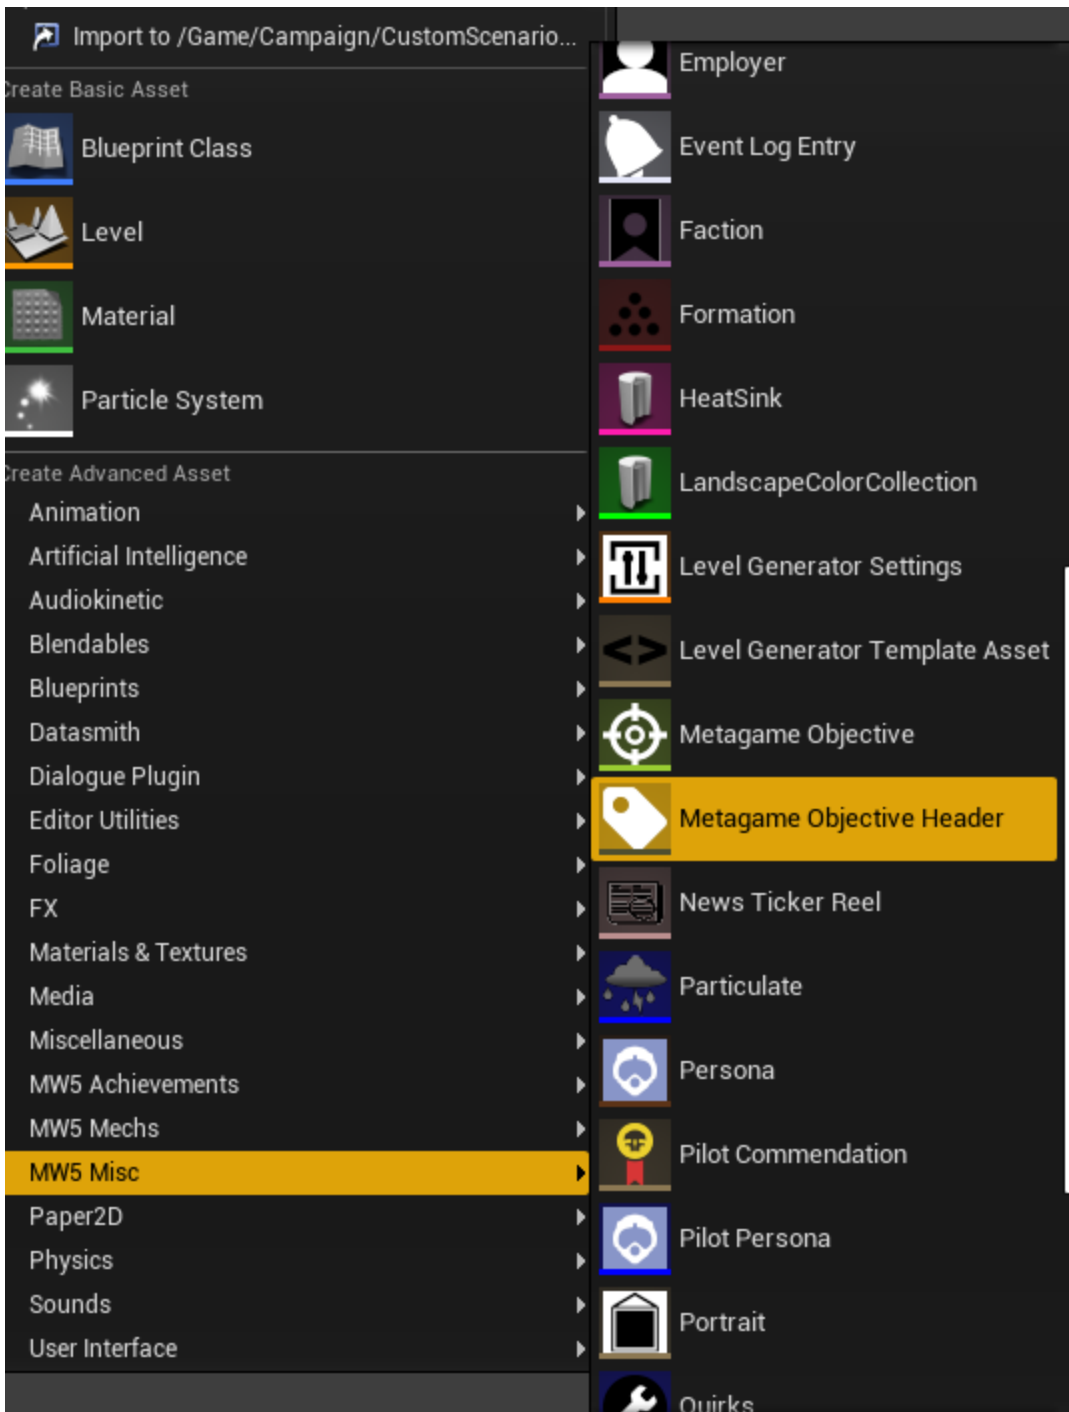 Import to /Game/Campaign/CustomScenario...
Create Basic Asset
Blueprint Class
Level
Material
Particle System
Create Advanced Asset
Animation
Artificial Intelligence
Audiokinetic
Blendables
Blueprints
Datasmith
Dialogue Plugin
Editor Utilities
Foliage
FX
Materials & Textures
Media
Miscellaneous
MW5 Achievements
MW5 Mechs
MW5 Misc
Paper2D
Physics
Sounds
User Interface
Employer
Event Log Entry
Faction
Formation
HeatSink
LandscapeColorCollection
Level Generator Settings
Level Generator Template Asset
Metagame Objective
Metagame Objective Header
News Ticker Reel
Particulate
Persona
Pilot Commendation
Pilot Persona
Portrait
Quirks